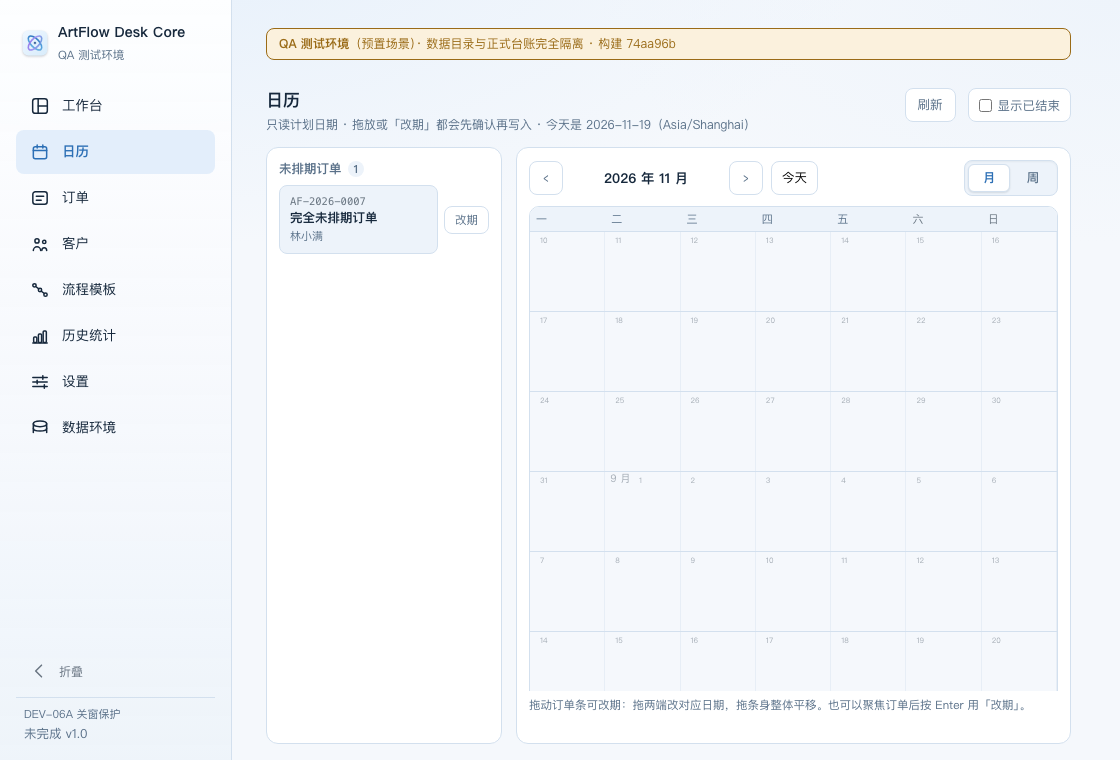 ArtFlow Desk Core
QA 测试环境
工作台
日历
订单
客户
流程模板
历史统计
设置
数据环境
折叠
DEV-06A 关窗保护
未完成 v1.0
QA 测试环境（预置场景）· 数据目录与正式台账完全隔离 · 构建 74aa96b
日历
只读计划日期 · 拖放或「改期」都会先确认再写入 · 今天是 2026-11-19（Asia/Shanghai）
刷新
显示已结束
未排期订单 1
AF-2026-0007
完全未排期订单
林小满
改期
‹ 2026 年 11 月 › 今天 月 周
一 二 三 四 五 六 日
10 11 12 13 14 15 16
17 18 19 20 21 22 23
24 25 26 27 28 29 30
31 9 月 1 2 3 4 5 6
7 8 9 10 11 12 13
14 15 16 17 18 19 20
拖动订单条可改期：拖两端改对应日期，拖条身整体平移。也可以聚焦订单后按 Enter 用「改期」。